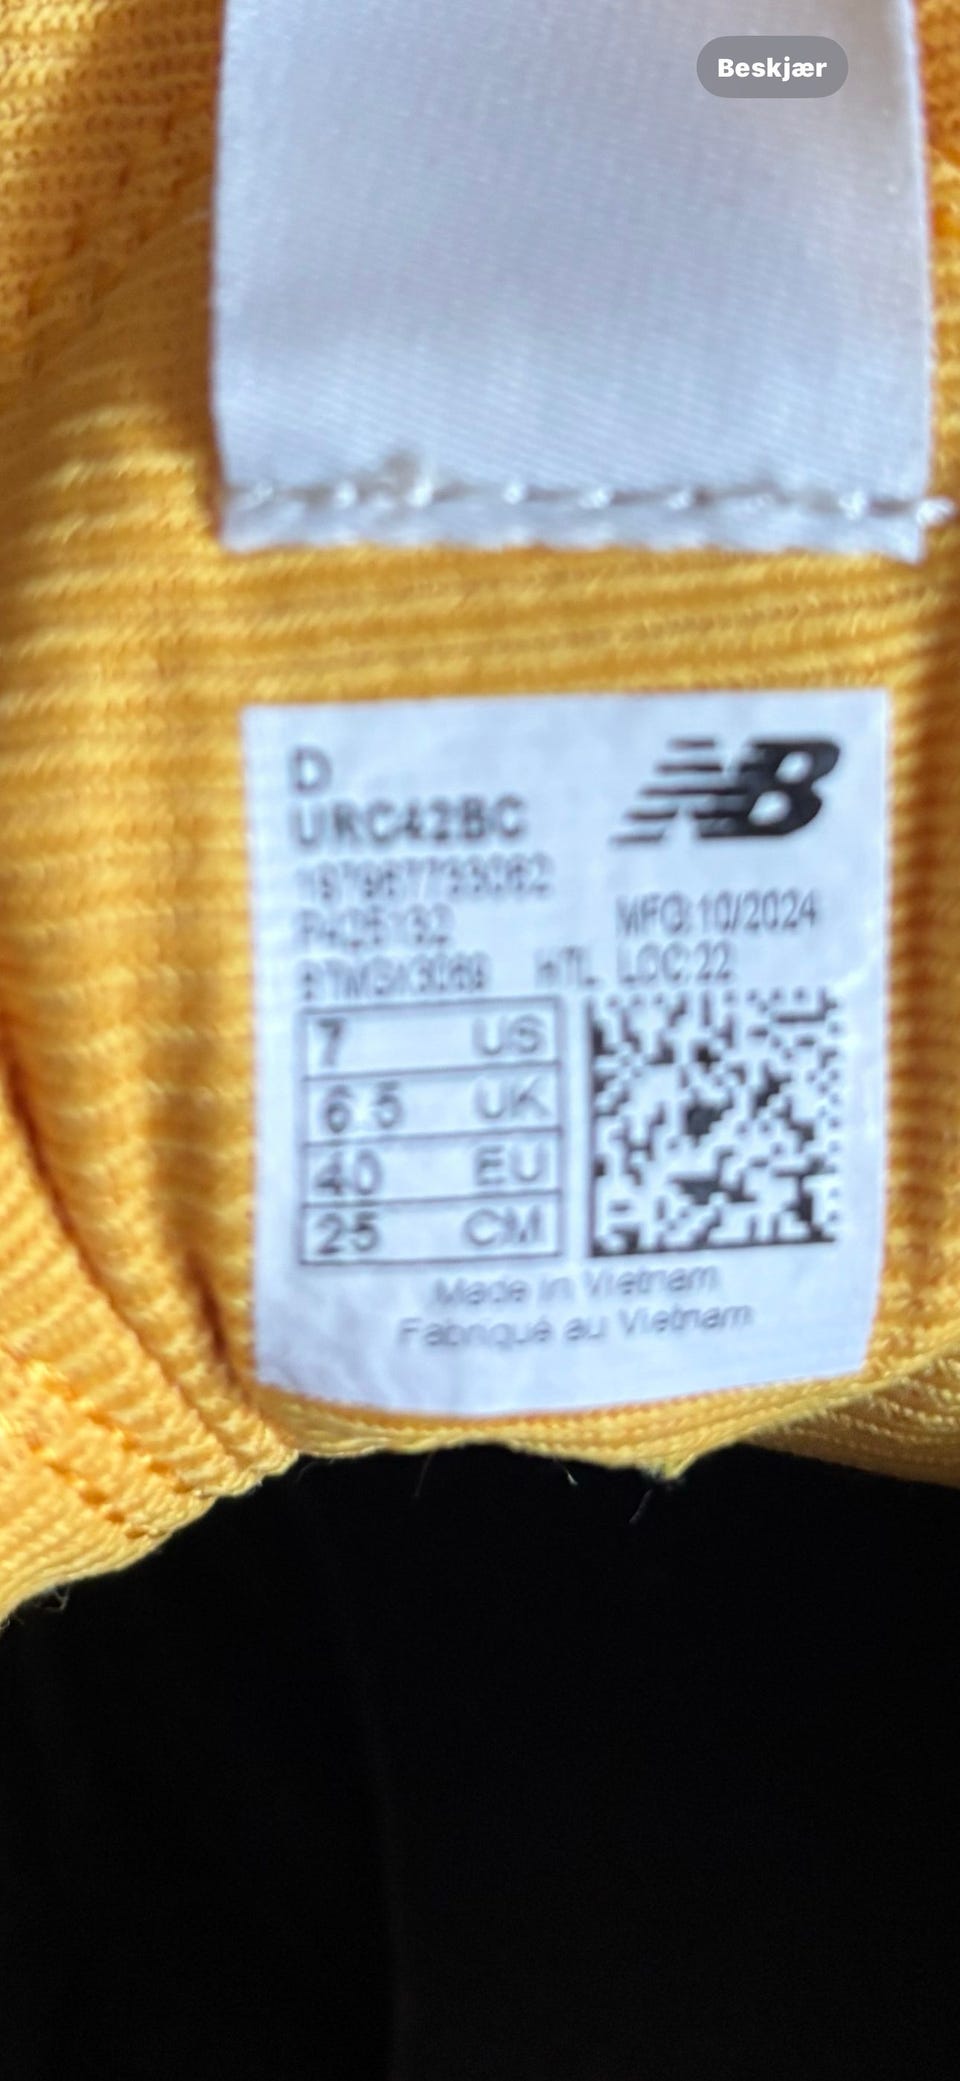 Beskjær
D
NB
URC42BC
MFG:10/2024
LOC:22
7 US
6.5 UK
40 EU
25 CM
Made in Vietnam
Fabriqué au Vietnam